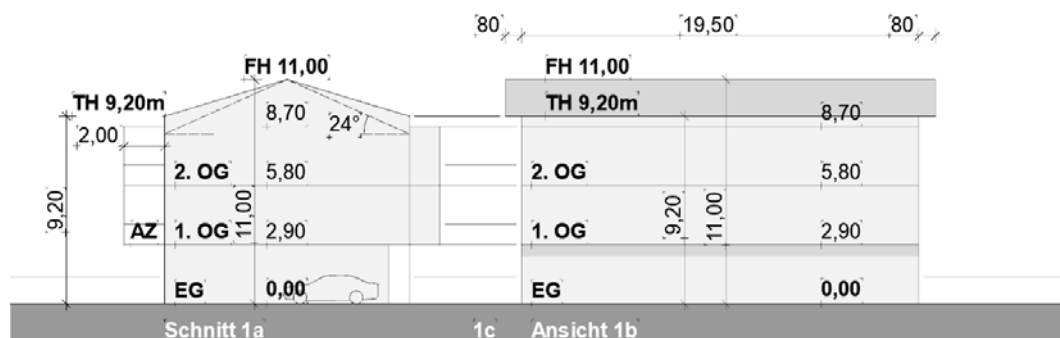 80 19,50 80
FH 11,00 FH 11,00
TH 9,20m 8,70 24° TH 9,20m 8,70
2,00
2. OG 5,80 2. OG 5,80
9,20 11,00 9,20 11,00
AZ 1. OG 2,90 1. OG 2,90
EG 0,00 EG 0,00
Schnitt 1a 1c Ansicht 1b